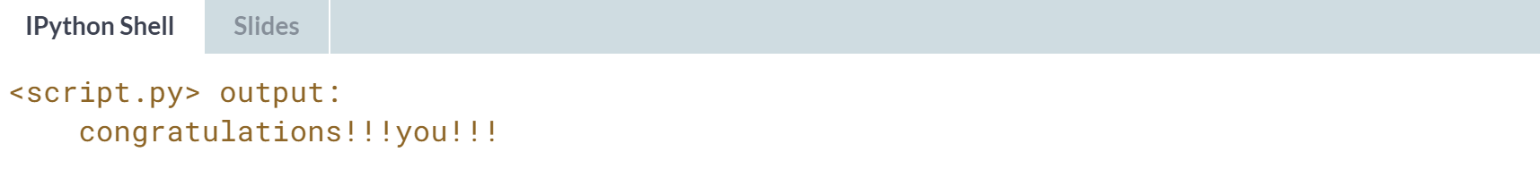 IPython Shell Slides
<script.py> output:
congratulations!!!you!!!